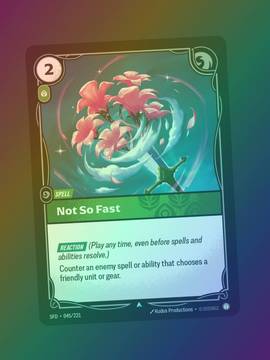 2
SPELL
Not So Fast
REACTION (Play any time, even before spells and
abilities resolve.)
Counter an enemy spell or ability that chooses a
friendly unit or gear.
SFD • 045/221
Kudos Productions